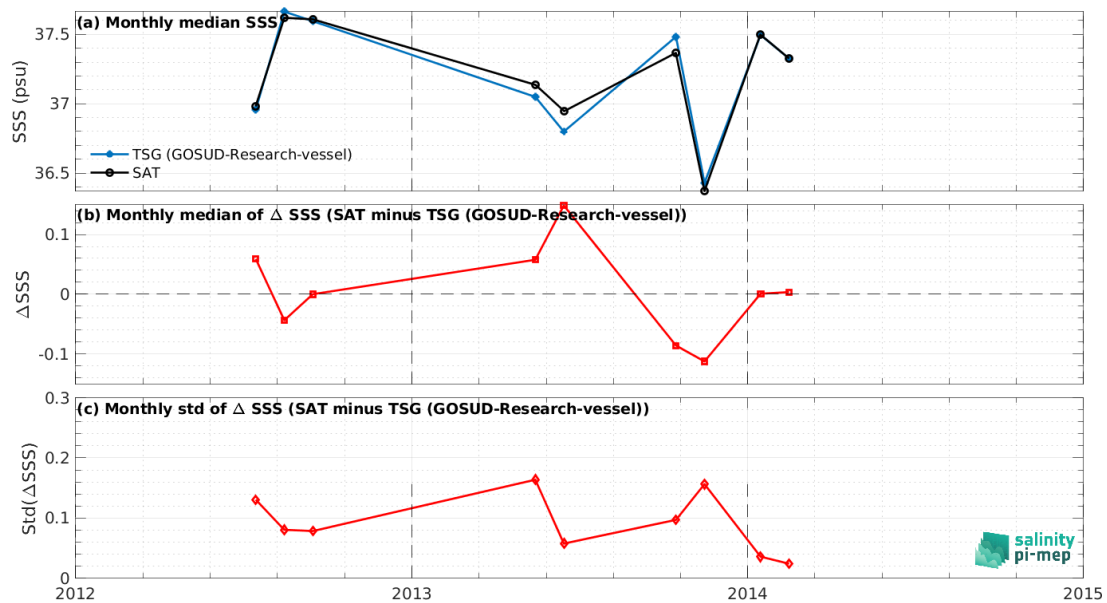 (a) Monthly median SSS
37.5
37
36.5
SSS (psu)
TSG (GOSUD-Research-vessel)
SAT
(b) Monthly median of Δ SSS (SAT minus TSG (GOSUD-Research-vessel))
0.1
0
-0.1
ΔSSS
(c) Monthly std of Δ SSS (SAT minus TSG (GOSUD-Research-vessel))
0.3
0.2
0.1
0
Std(ΔSSS)
salinity
pi-mep
2012
2013
2014
2015